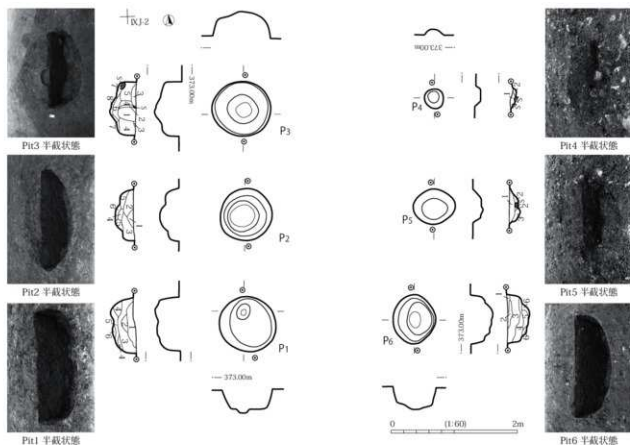 IXJ-2
373.00m
P3
Pit3 半截状態
P2
Pit2 半截状態
P1
373.00m
Pit1 半截状態
373.00m
P4
Pit4 半截状態
P5
Pit5 半截状態
P6
373.00m
Pit6 半截状態
0 (1:60) 2m